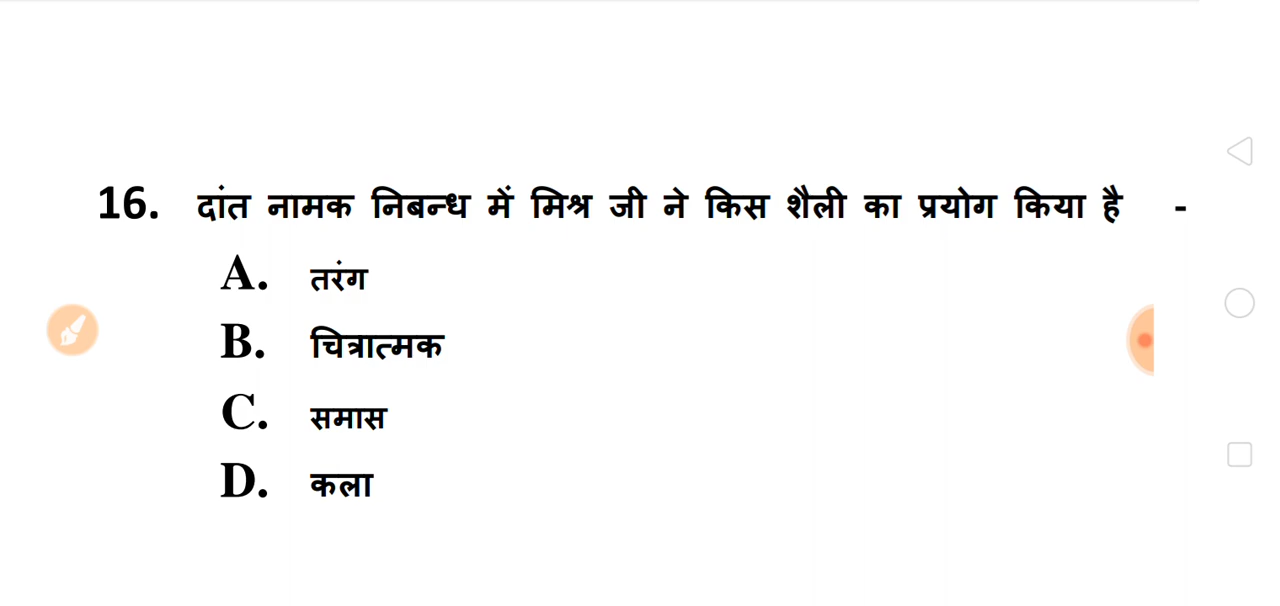 16. दांत नामक निबन्ध में मिश्र जी ने किस शैली का प्रयोग किया है -
A. तरंग
B. चित्रात्मक
C. समास
D. कला